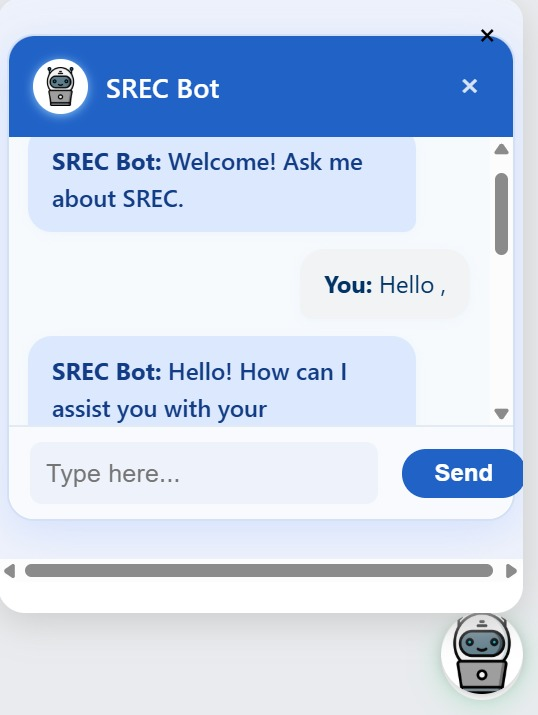 SREC Bot
SREC Bot: Welcome! Ask me
about SREC.
You: Hello ,
SREC Bot: Hello! How can I
assist you with your
Type here...
Send